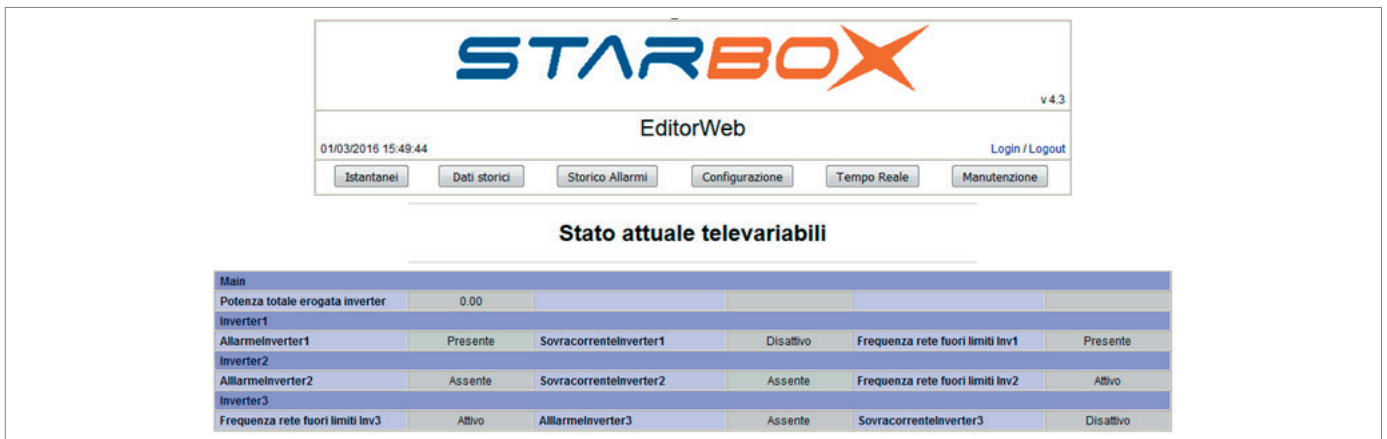 STARBOX
v 4.3
EditorWeb
01/03/2016 15:49:44 Login / Logout
Istantanei Dati storici Storico Allarmi Configurazione Tempo Reale Manutenzione
Stato attuale televariabili
Main
Potenza totale erogata inverter 0.00
Inverter1
AllarmeInverter1 Presente SovracorrenteInverter1 Disattivo Frequenza rete fuori limiti Inv1 Presente
Inverter2
AlllarmeInverter2 Assente SovracorrenteInverter2 Assente Frequenza rete fuori limiti Inv2 Attivo
Inverter3
Frequenza rete fuori limiti Inv3 Attivo AlllarmeInverter3 Assente SovracorrenteInverter3 Disattivo